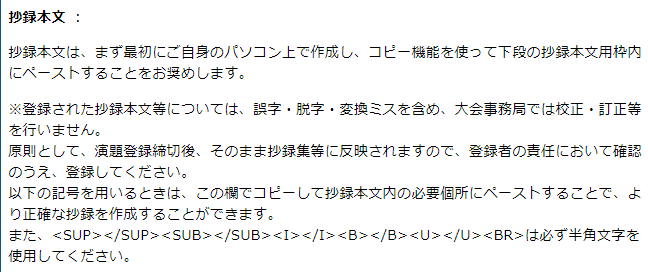 抄録本文 ：
抄録本文は、まず最初にご自身のパソコン上で作成し、コピー機能を使って下段の抄録本文用枠内
にペーストすることをお奨めします。
※登録された抄録本文等については、誤字・脱字・変換ミスを含め、大会事務局では校正・訂正等
を行いません。
原則として、演題登録締切後、そのまま抄録集等に反映されますので、登録者の責任において確認
のうえ、登録してください。
以下の記号を用いるときは、この欄でコピーして抄録本文内の必要個所にペーストすることで、よ
り正確な抄録を作成することができます。
また、<SUP></SUP><SUB></SUB><I></I><B></B><U></U><BR>は必ず半角文字を
使用してください。